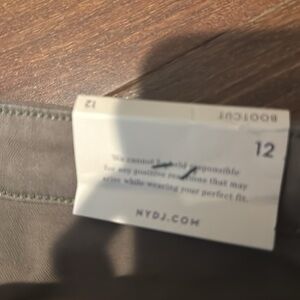 BOOTCUT
12
12
We cannot be held responsible
for any positive reactions that may
arise while wearing your perfect fit.
NYDJ.COM